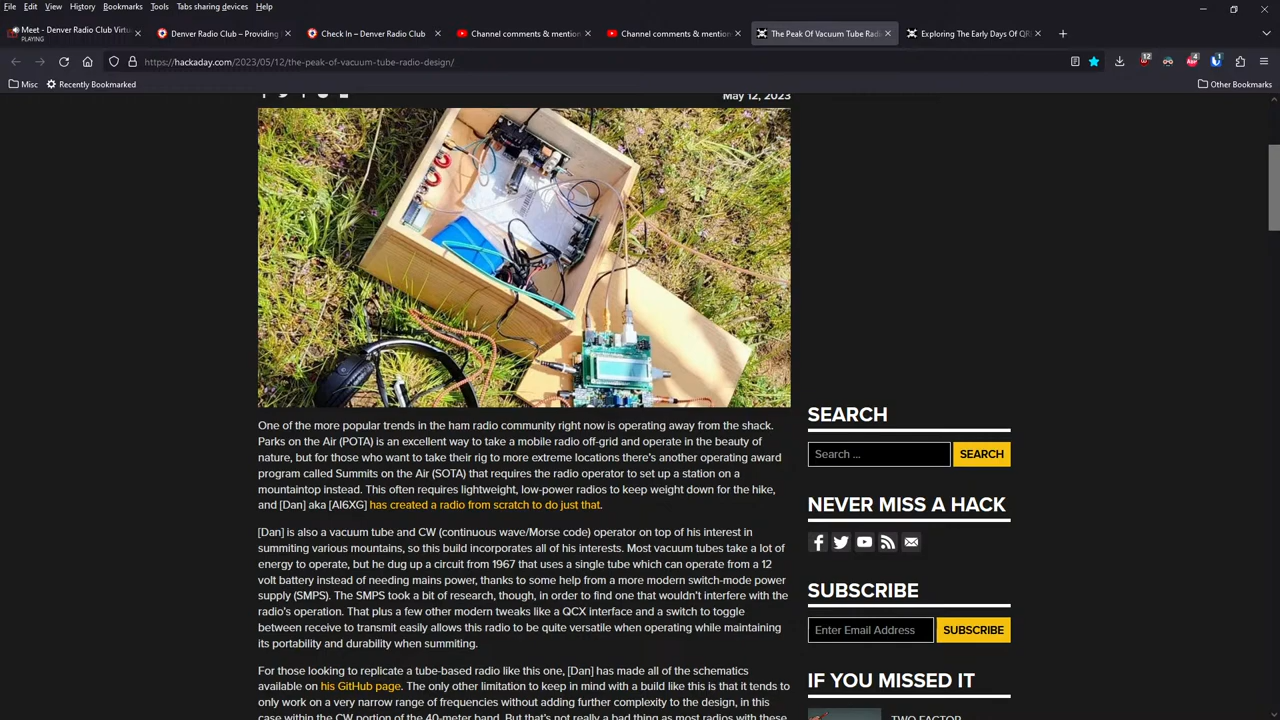 File Edit View History Bookmarks Tools Tabs sharing devices Help
Meet - Denver Radio Club Virtu
PLAYING
Denver Radio Club – Providing
Check In – Denver Radio Club
Channel comments & mention
Channel comments & mention
The Peak Of Vacuum Tube Radi
Exploring The Early Days Of QR
https://hackaday.com/2023/05/12/the-peak-of-vacuum-tube-radio-design/
Misc Recently Bookmarked Other Bookmarks
May 12, 2023
One of the more popular trends in the ham radio community right now is operating away from the shack.
Parks on the Air (POTA) is an excellent way to take a mobile radio off-grid and operate in the beauty of
nature, but for those who want to take their rig to more extreme locations there's another operating award
program called Summits on the Air (SOTA) that requires the radio operator to set up a station on a
mountaintop instead. This often requires lightweight, low-power radios to keep weight down for the hike,
and [Dan] aka [AI6XG] has created a radio from scratch to do just that.
[Dan] is also a vacuum tube and CW (continuous wave/Morse code) operator on top of his interest in
summiting various mountains, so this build incorporates all of his interests. Most vacuum tubes take a lot of
energy to operate, but he dug up a circuit from 1967 that uses a single tube which can operate from a 12
volt battery instead of needing mains power, thanks to some help from a more modern switch-mode power
supply (SMPS). The SMPS took a bit of research, though, in order to find one that wouldn't interfere with the
radio's operation. That plus a few other modern tweaks like a QCX interface and a switch to toggle
between receive to transmit easily allows this radio to be quite versatile when operating while maintaining
its portability and durability when summiting.
For those looking to replicate a tube-based radio like this one, [Dan] has made all of the schematics
available on his GitHub page. The only other limitation to keep in mind with a build like this is that it tends to
only work on a very narrow range of frequencies without adding further complexity to the design, in this
case within the CW portion of the 40-meter band. But that's not really a bad thing as most radios with these
SEARCH
Search ... SEARCH
NEVER MISS A HACK
SUBSCRIBE
Enter Email Address SUBSCRIBE
IF YOU MISSED IT
TWO FACTOR